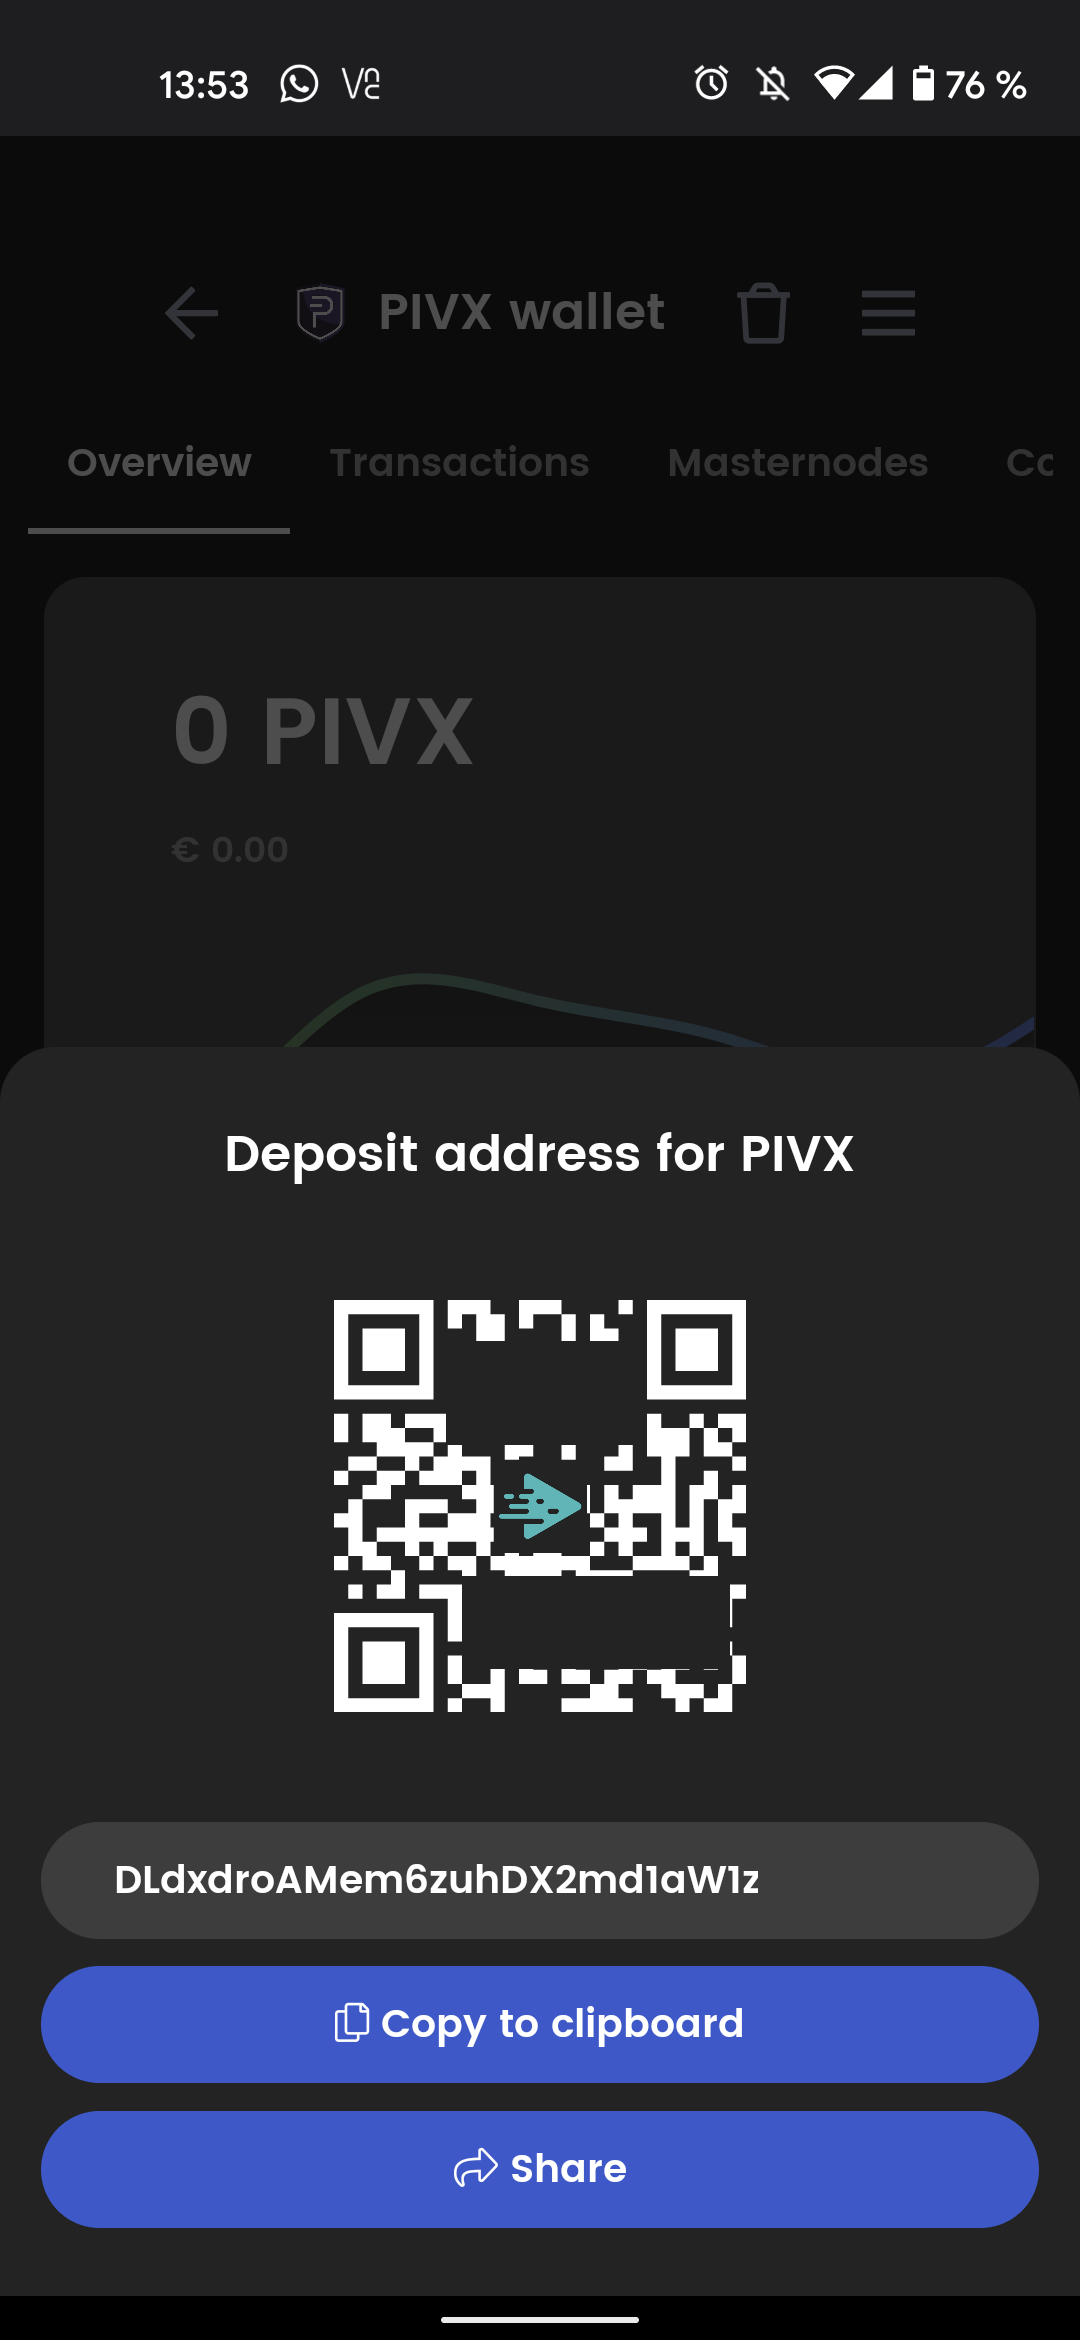 13:53
76 %
PIVX wallet
Overview Transactions Masternodes Co
0 PIVX
€ 0.00
Deposit address for PIVX
DLdxdroAMem6zuhDX2md1aW1z
Copy to clipboard
Share